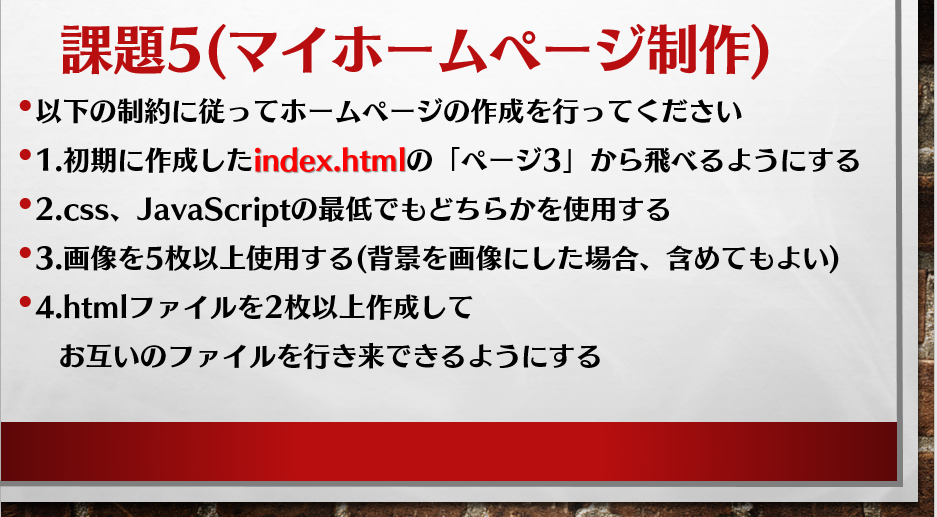 課題5(マイホームページ制作)
•以下の制約に従ってホームページの作成を行ってください
•1.初期に作成したindex.htmlの「ページ3」から飛べるようにする
•2.css、JavaScriptの最低でもどちらかを使用する
•3.画像を5枚以上使用する(背景を画像にした場合、含めてもよい)
•4.htmlファイルを2枚以上作成して
お互いのファイルを行き来できるようにする